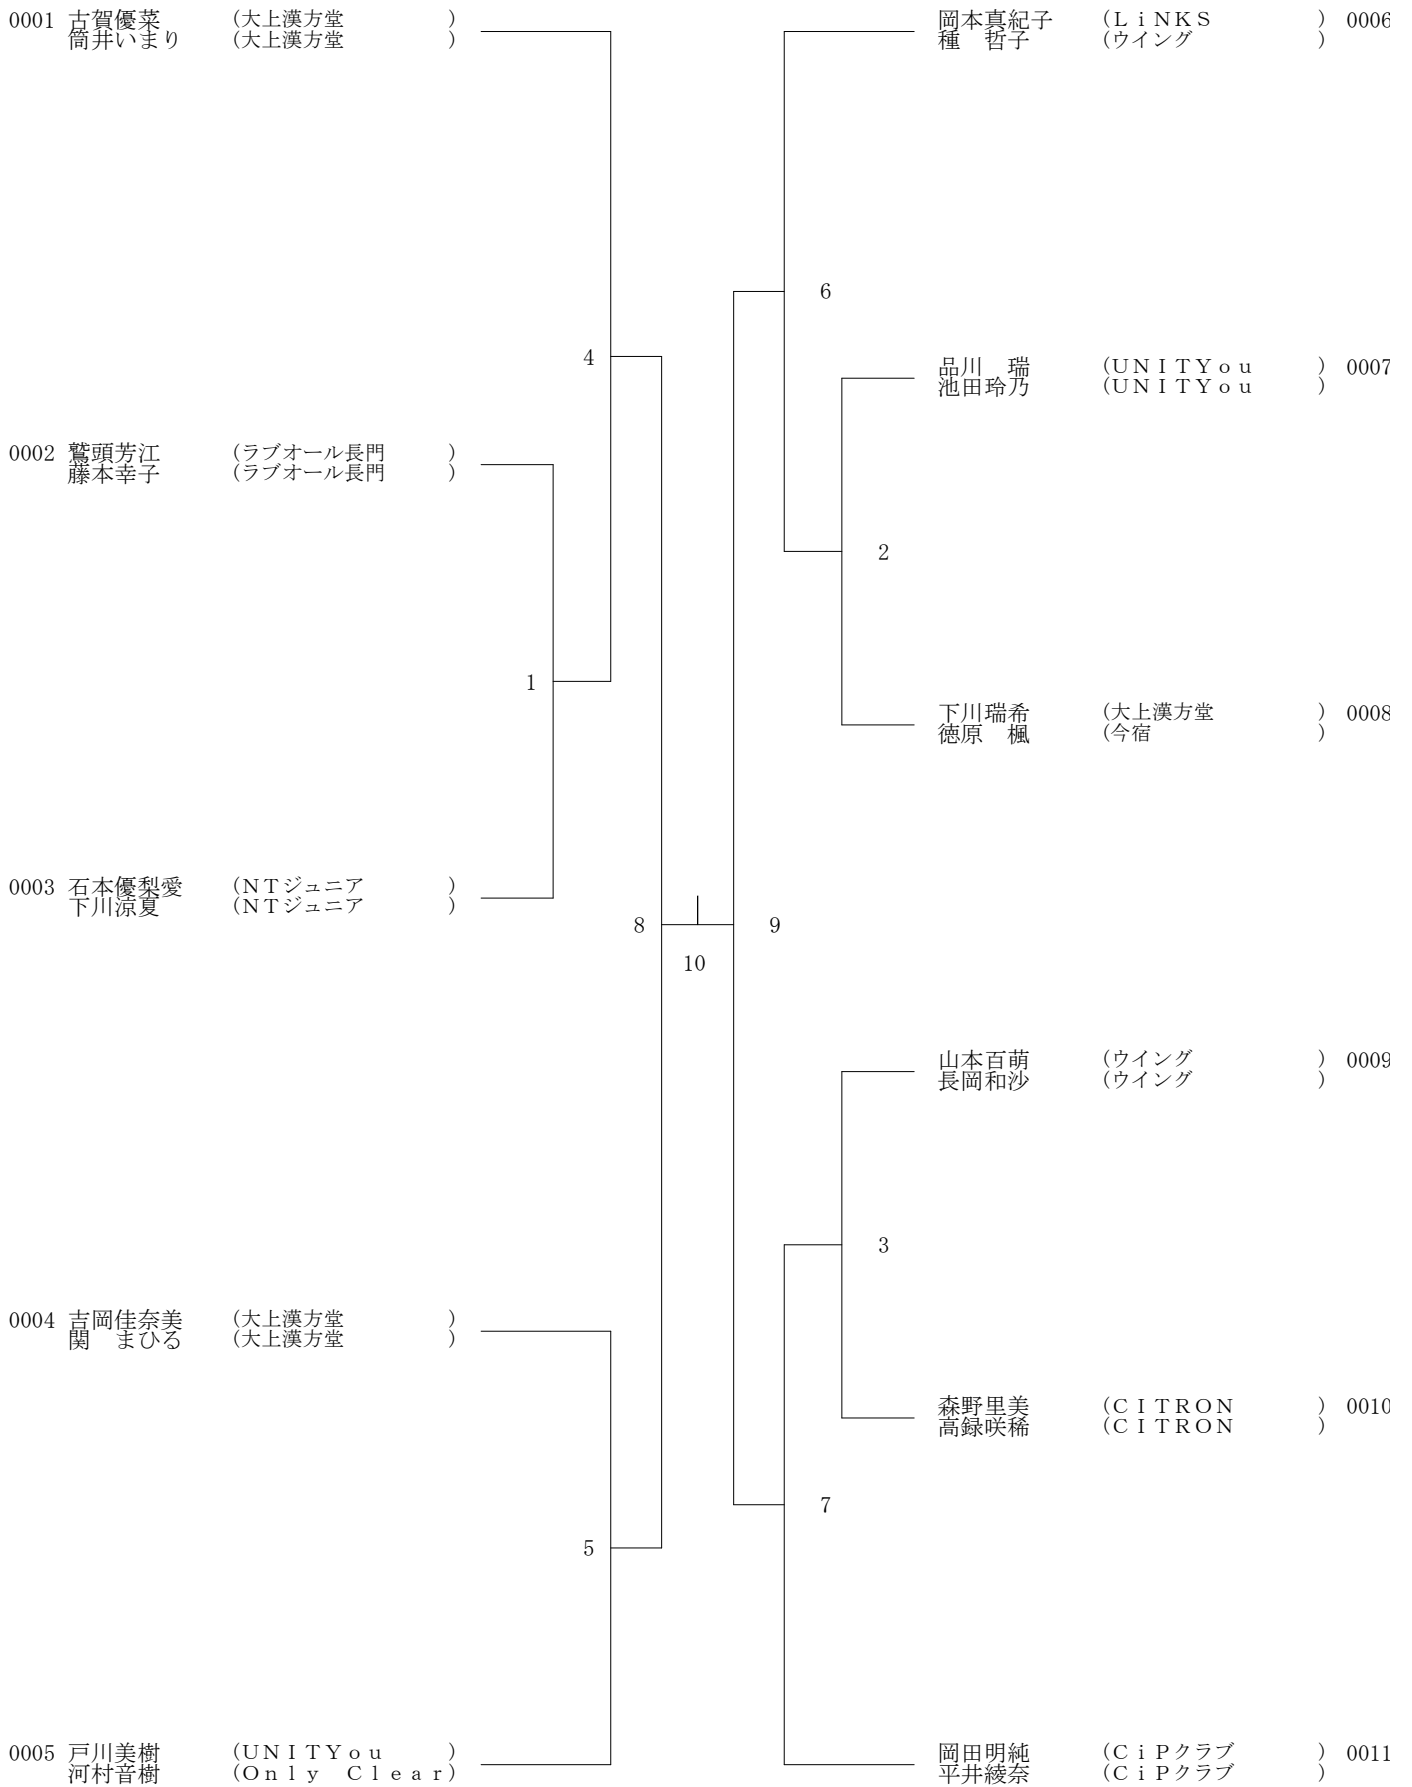 0001 古賀優菜 (大上漢方堂 )
筒井いまり (大上漢方堂 )
4
0002 鷲頭芳江 (ラブオール長門 )
藤本幸子 (ラブオール長門 )
1
0003 石本優梨愛 (NTジュニア )
下川涼夏 (NTジュニア )
8
10
0004 吉岡佳奈美 (大上漢方堂 )
関 まひる (大上漢方堂 )
5
0005 戸川美樹 (UNITYou )
河村音樹 (Only Clear)
岡本真紀子 (LiNKS ) 0006
種 哲子 (ウイング )
6
品川 瑞 (UNITYou ) 0007
池田玲乃 (UNITYou )
2
下川瑞希 (大上漢方堂 ) 0008
徳原 楓 (今宿 )
9
山本百萌 (ウイング ) 0009
長岡和沙 (ウイング )
3
森野里美 (CITRON ) 0010
高録咲稀 (CITRON )
7
岡田明純 (CiPクラブ ) 0011
平井綾奈 (CiPクラブ )